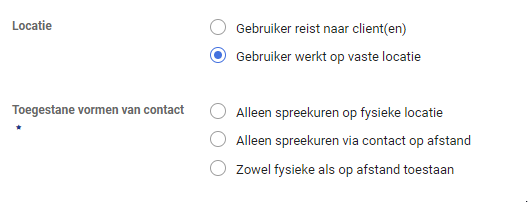 Locatie
Gebruiker reist naar client(en)
Gebruiker werkt op vaste locatie
Toegestane vormen van contact
*
Alleen spreekuren op fysieke locatie
Alleen spreekuren via contact op afstand
Zowel fysieke als op afstand toestaan